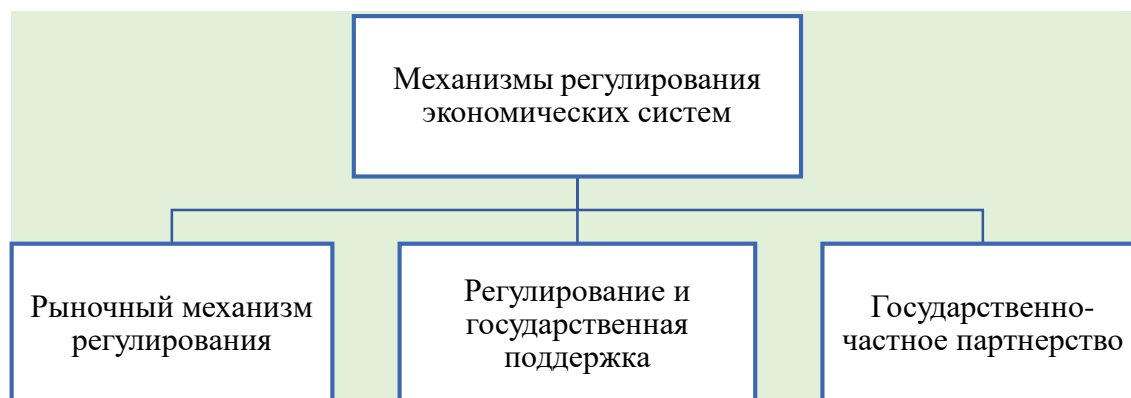 Механизмы регулирования
экономических систем
Рыночный механизм
регулирования
Регулирование и
государственная
поддержка
Государственно-
частное партнерство